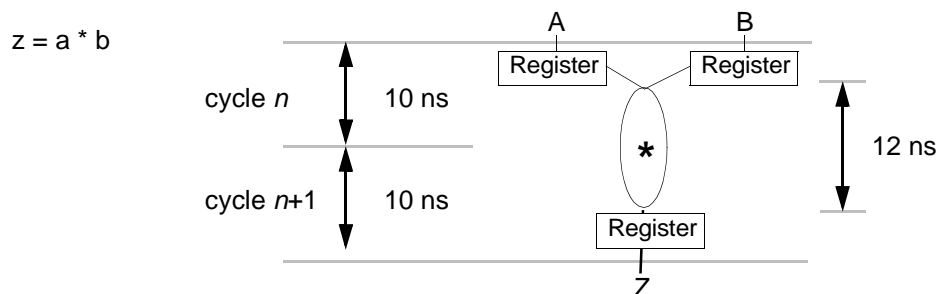 z = a * b
A
B
Register
Register
cycle n
10 ns
*
12 ns
cycle n+1
10 ns
Register
Z